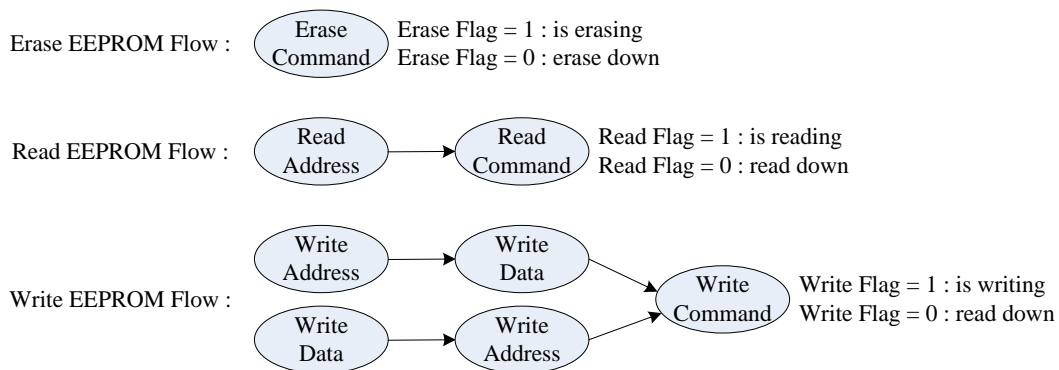 Erase EEPROM Flow :
Erase
Command
Erase Flag = 1 : is erasing
Erase Flag = 0 : erase down
Read EEPROM Flow :
Read
Address
Read
Command
Read Flag = 1 : is reading
Read Flag = 0 : read down
Write EEPROM Flow :
Write
Address
Write
Data
Write
Data
Write
Address
Write
Command
Write Flag = 1 : is writing
Write Flag = 0 : read down